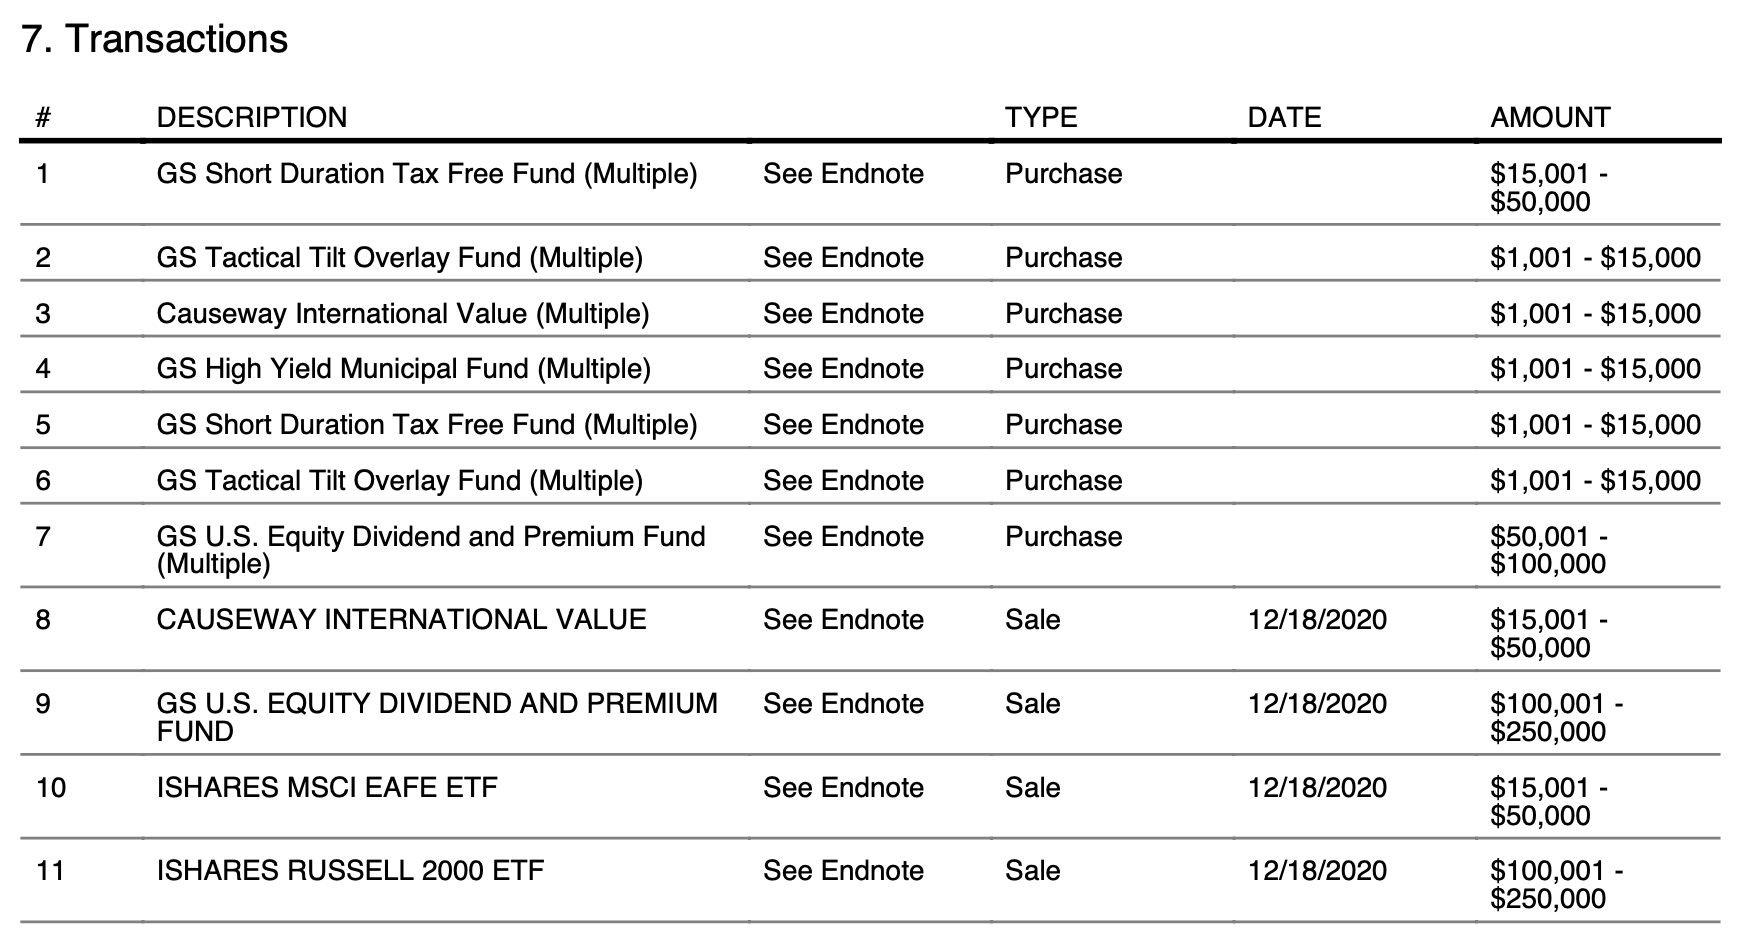 7. Transactions
# DESCRIPTION TYPE DATE AMOUNT
1 GS Short Duration Tax Free Fund (Multiple) See Endnote Purchase $15,001 -
$50,000
2 GS Tactical Tilt Overlay Fund (Multiple) See Endnote Purchase $1,001 - $15,000
3 Causeway International Value (Multiple) See Endnote Purchase $1,001 - $15,000
4 GS High Yield Municipal Fund (Multiple) See Endnote Purchase $1,001 - $15,000
5 GS Short Duration Tax Free Fund (Multiple) See Endnote Purchase $1,001 - $15,000
6 GS Tactical Tilt Overlay Fund (Multiple) See Endnote Purchase $1,001 - $15,000
7 GS U.S. Equity Dividend and Premium Fund See Endnote Purchase $50,001 -
(Multiple) $100,000
8 CAUSEWAY INTERNATIONAL VALUE See Endnote Sale 12/18/2020 $15,001 -
$50,000
9 GS U.S. EQUITY DIVIDEND AND PREMIUM See Endnote Sale 12/18/2020 $100,001 -
FUND $250,000
10 ISHARES MSCI EAFE ETF See Endnote Sale 12/18/2020 $15,001 -
$50,000
11 ISHARES RUSSELL 2000 ETF See Endnote Sale 12/18/2020 $100,001 -
$250,000